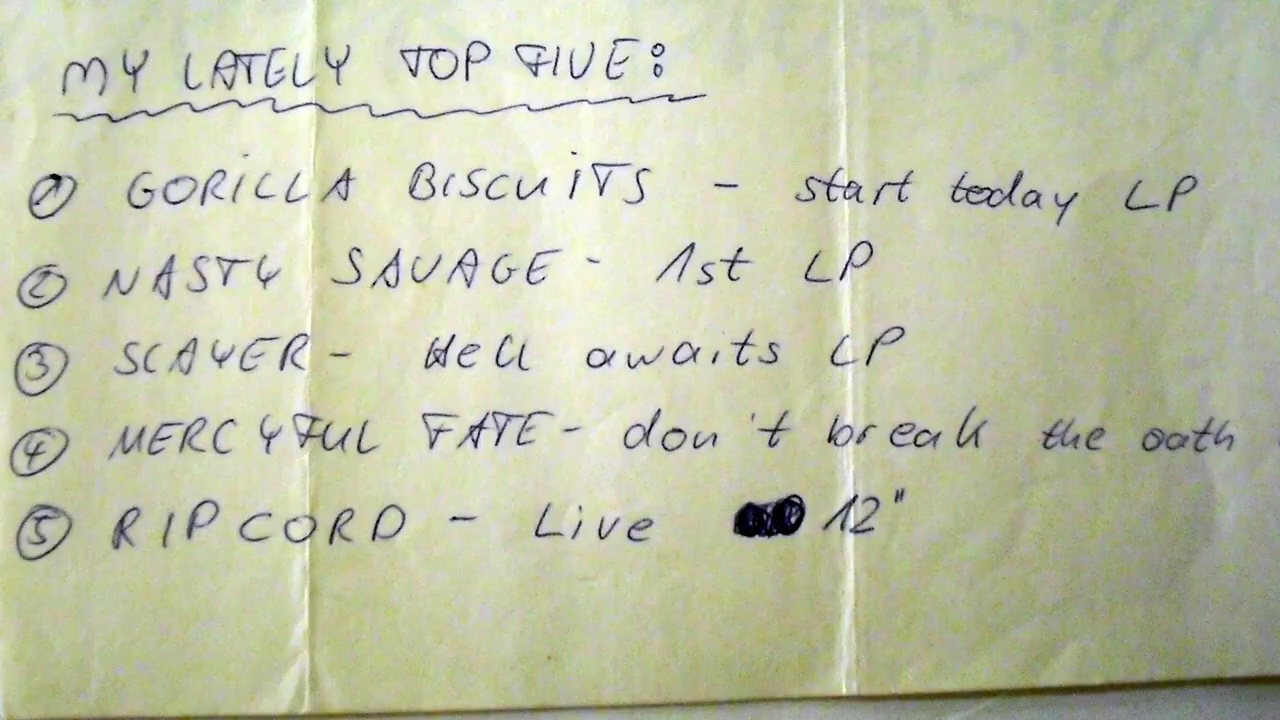 MY LATELY TOP FIVE:
① GORILLA BISCUITS - start today LP
② NASTY SAVAGE - 1st LP
③ SLAYER - Hell awaits LP
④ MERCYFUL FATE - don't break the oath
⑤ RIPCORD - Live 12"